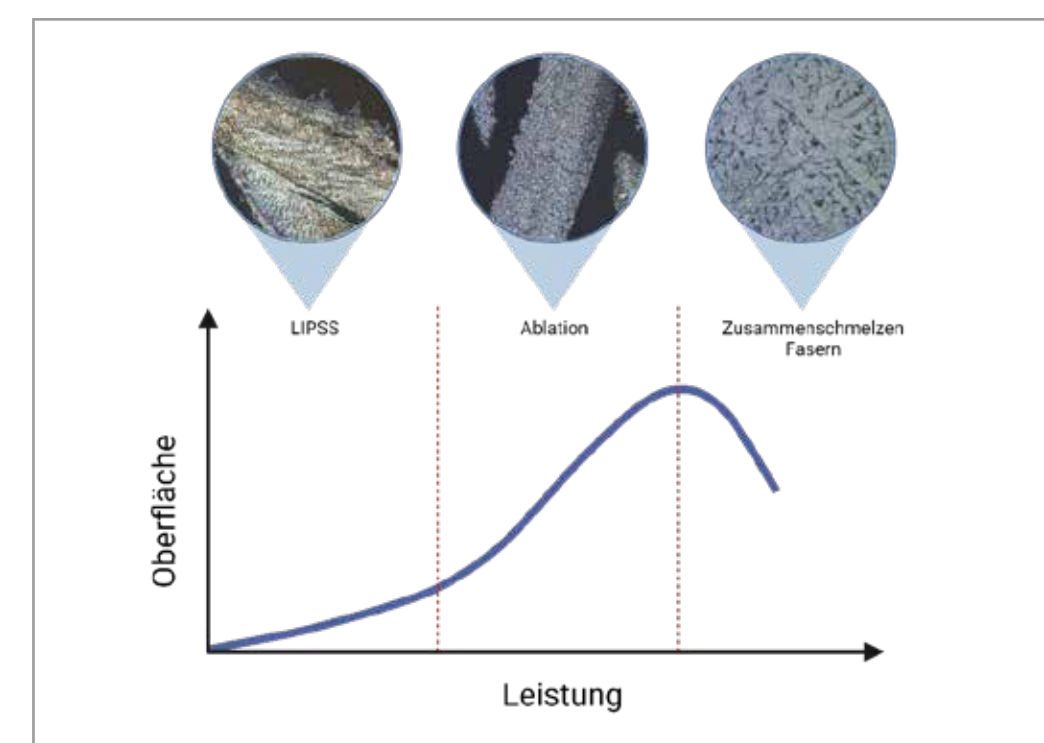 LIPSS
Ablation
Zusammenschmelzen
Fasern
Oberfläche
Leistung